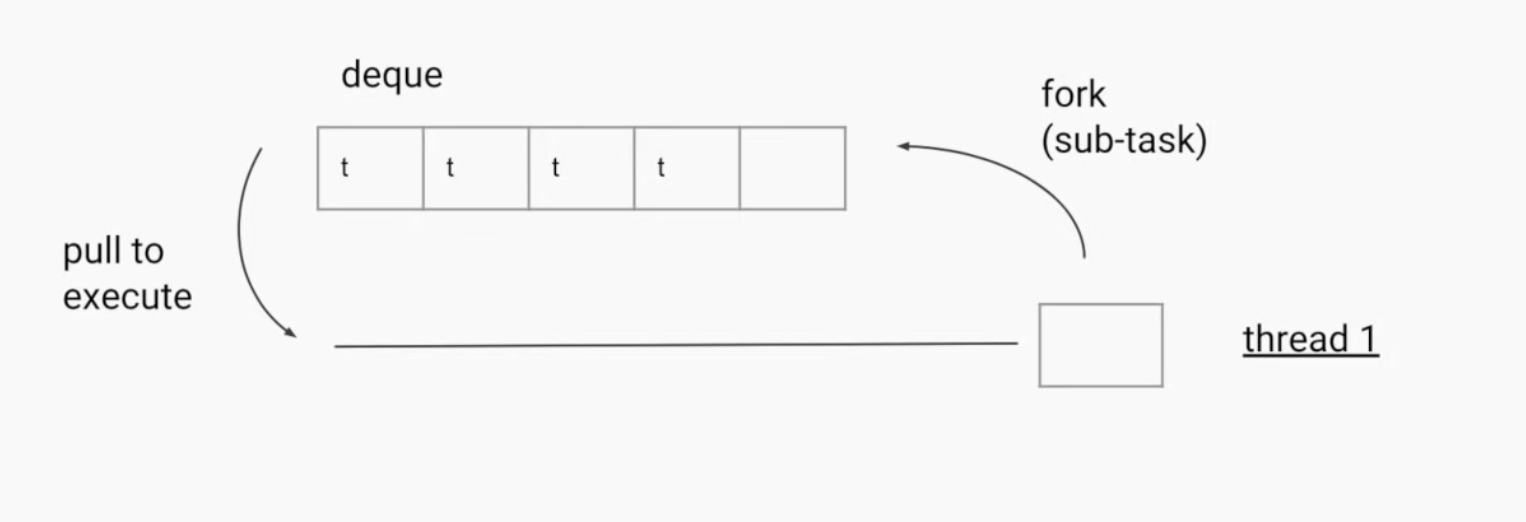 deque
fork
(sub-task)
t t t t
pull to
execute
thread 1